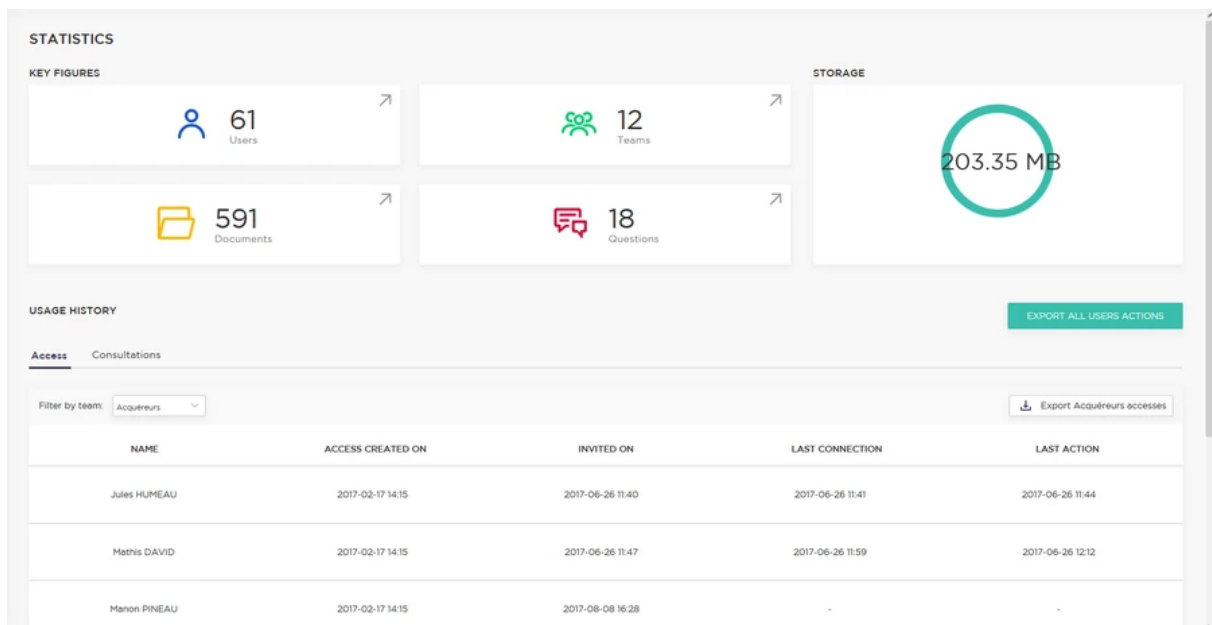 STATISTICS
KEY FIGURES
STORAGE
61
Users
12
Teams
203.35 MB
591
Documents
18
Questions
USAGE HISTORY
EXPORT ALL USERS ACTIONS
Access Consultations
Filter by team: Acquéreurs
Export Acquéreurs accesses
NAME ACCESS CREATED ON INVITED ON LAST CONNECTION LAST ACTION
Jules HUMEAU 2017-02-17 14:15 2017-06-26 11:40 2017-06-26 11:41 2017-06-26 11:44
Mathis DAVID 2017-02-17 14:15 2017-06-26 11:47 2017-06-26 11:59 2017-06-26 12:12
Manon PINEAU 2017-02-17 14:15 2017-08-08 16:28 - -